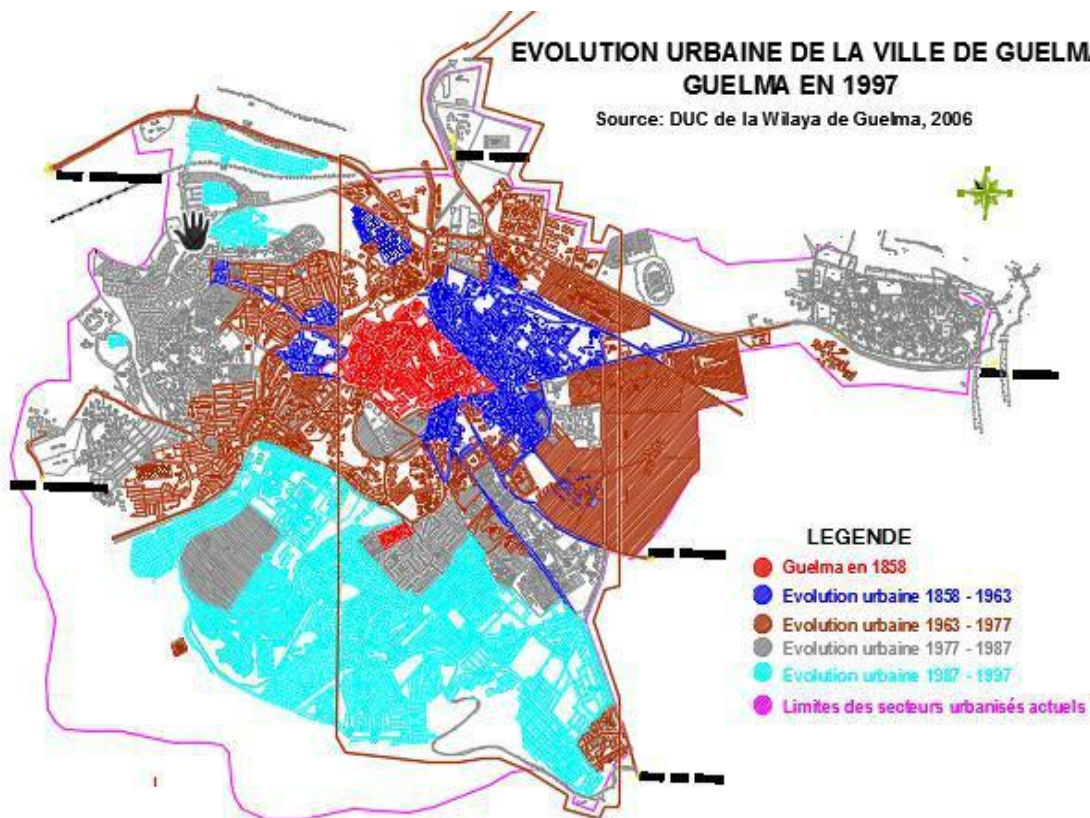 EVOLUTION URBAINE DE LA VILLE DE GUELMA
GUELMA EN 1997
Source: DUC de la Wilaya de Guelma, 2006
LEGENDE
Guelma en 1858
Evolution urbaine 1858 - 1963
Evolution urbaine 1963 - 1977
Evolution urbaine 1977 - 1987
Evolution urbaine 1987 - 1997
Limites des secteurs urbanisés actuels